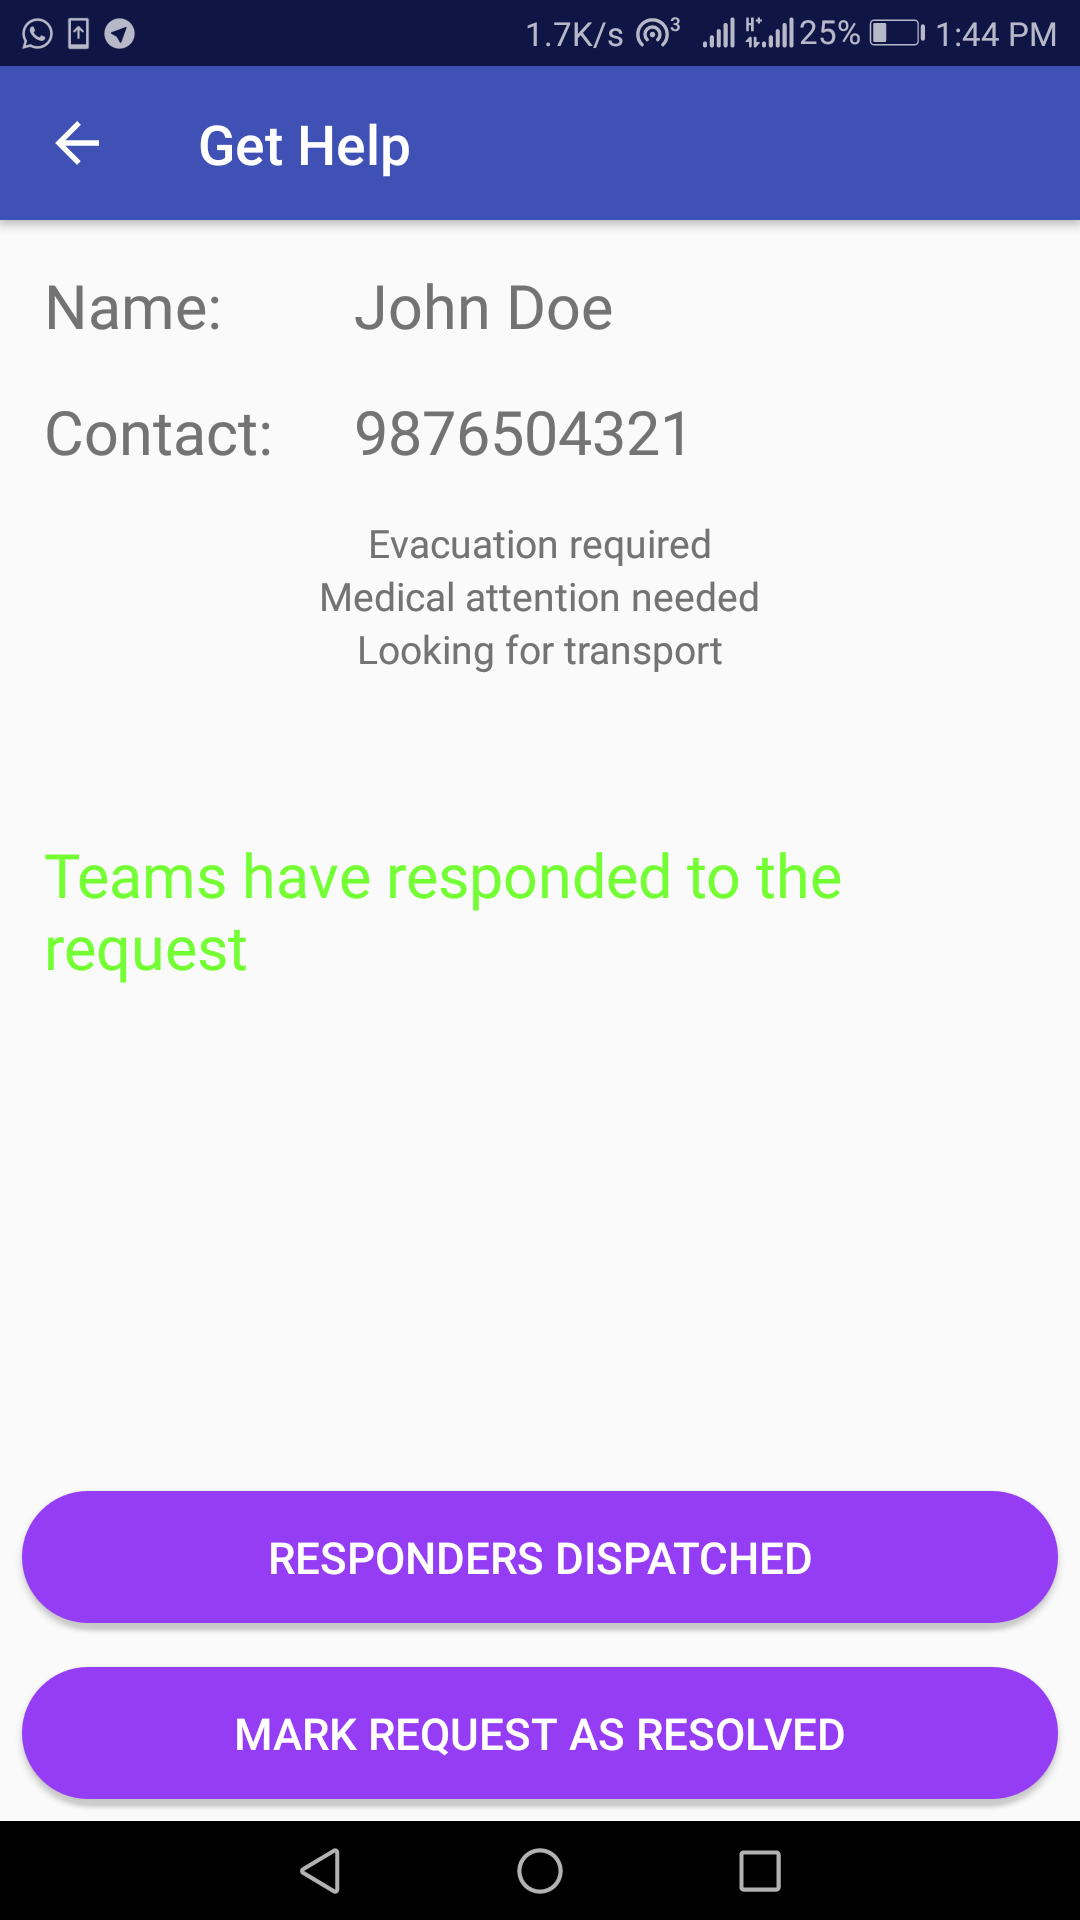 1.7K/s 3 H+ 25% 1:44 PM
Get Help
Name: John Doe
Contact: 9876504321
Evacuation required
Medical attention needed
Looking for transport
Teams have responded to the
request
RESPONDERS DISPATCHED
MARK REQUEST AS RESOLVED